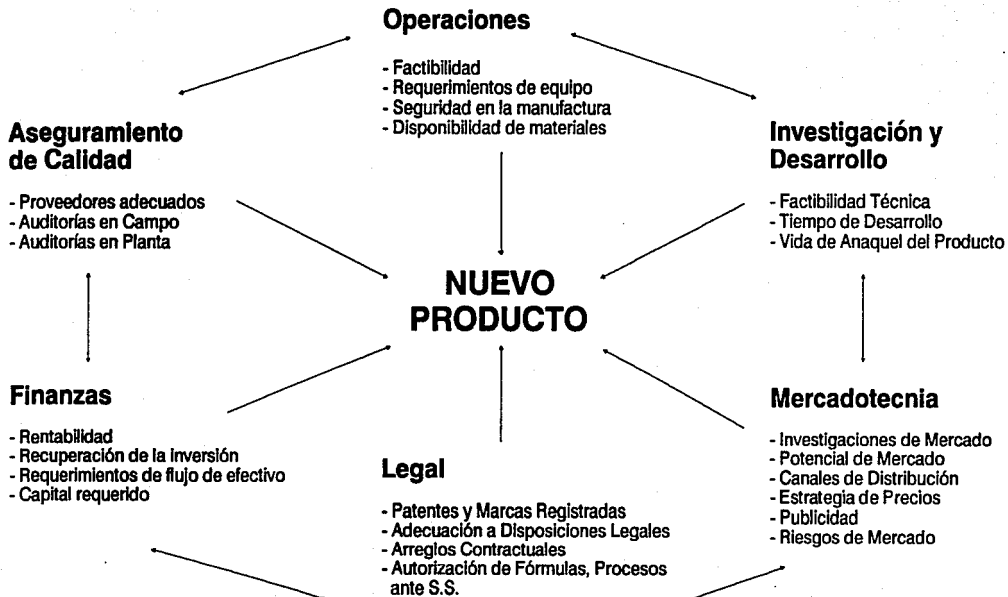 Operaciones
- Factibilidad
- Requerimientos de equipo
- Seguridad en la manufactura
- Disponibilidad de materiales
Aseguramiento
de Calidad
- Proveedores adecuados
- Auditorías en Campo
- Auditorías en Planta
Investigación y
Desarrollo
- Factibilidad Técnica
- Tiempo de Desarrollo
- Vida de Anaquel del Producto
NUEVO
PRODUCTO
Finanzas
- Rentabilidad
- Recuperación de la inversión
- Requerimientos de flujo de efectivo
- Capital requerido
Legal
- Patentes y Marcas Registradas
- Adecuación a Disposiciones Legales
- Arreglos Contractuales
- Autorización de Fórmulas, Procesos
ante S.S.
Mercadotecnia
- Investigaciones de Mercado
- Potencial de Mercado
- Canales de Distribución
- Estrategia de Precios
- Publicidad
- Riesgos de Mercado